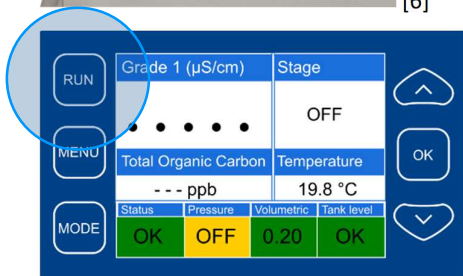 [6]
RUN
MENU
MODE
Grade 1 (µS/cm) Stage
• • • • • OFF
Total Organic Carbon Temperature
- - - ppb 19.8 °C
Status Pressure Volumetric Tank level
OK OFF 0.20 OK
OK